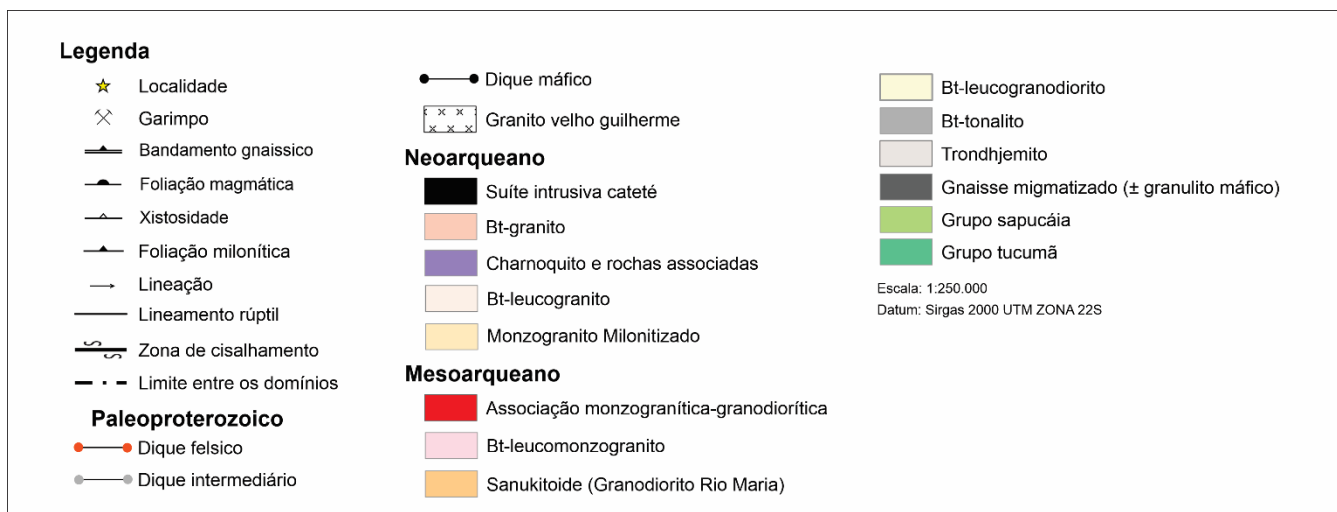 Legenda
Localidade
Garimpo
Bandamento gnaissico
Foliação magmática
Xistosidade
Foliação milonítica
Lineação
Lineamento rúptil
Zona de cisalhamento
Limite entre os domínios
Paleoproterozoico
Dique felsico
Dique intermediário
Dique máfico
Granito velho guilherme
Neoarqueano
Suíte intrusiva cateté
Bt-granito
Charnoquito e rochas associadas
Bt-leucogranito
Monzogranito Milonitizado
Mesoarqueano
Associação monzogranítica-granodiorítica
Bt-leucomonzogranito
Sanukitoide (Granodiorito Rio Maria)
Bt-leucogranodiorito
Bt-tonalito
Trondhjemito
Gnaisse migmatizado (± granulito máfico)
Grupo sapucáia
Grupo tucumã
Escala: 1:250.000
Datum: Sirgas 2000 UTM ZONA 22S